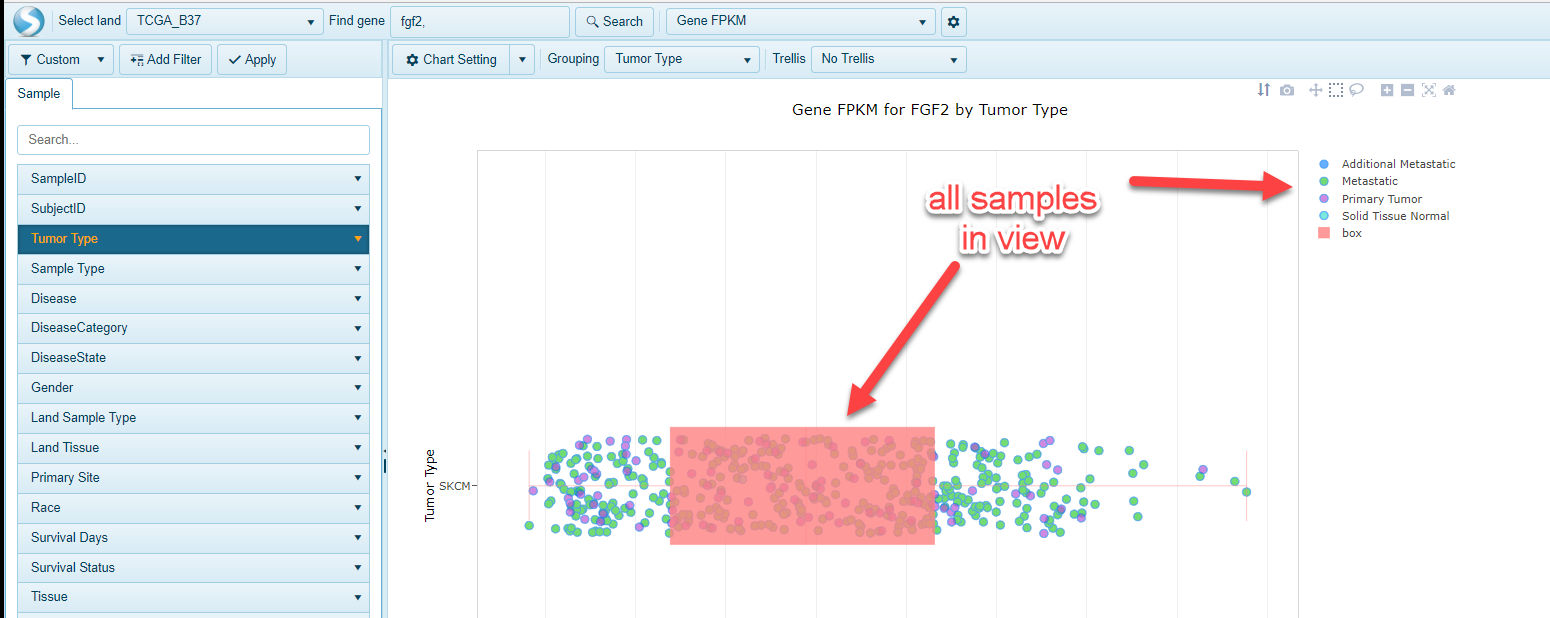 Select land TCGA_B37 Find gene fgf2, Search Gene FPKM
Custom Add Filter Apply Chart Setting Grouping Tumor Type Trellis No Trellis
Sample
Search...
SampleID
SubjectID
Tumor Type
Sample Type
Disease
DiseaseCategory
DiseaseState
Gender
Land Sample Type
Land Tissue
Primary Site
Race
Survival Days
Survival Status
Tissue
Gene FPKM for FGF2 by Tumor Type
all samples
in view
Additional Metastatic
Metastatic
Primary Tumor
Solid Tissue Normal
box
Tumor Type
SKCM